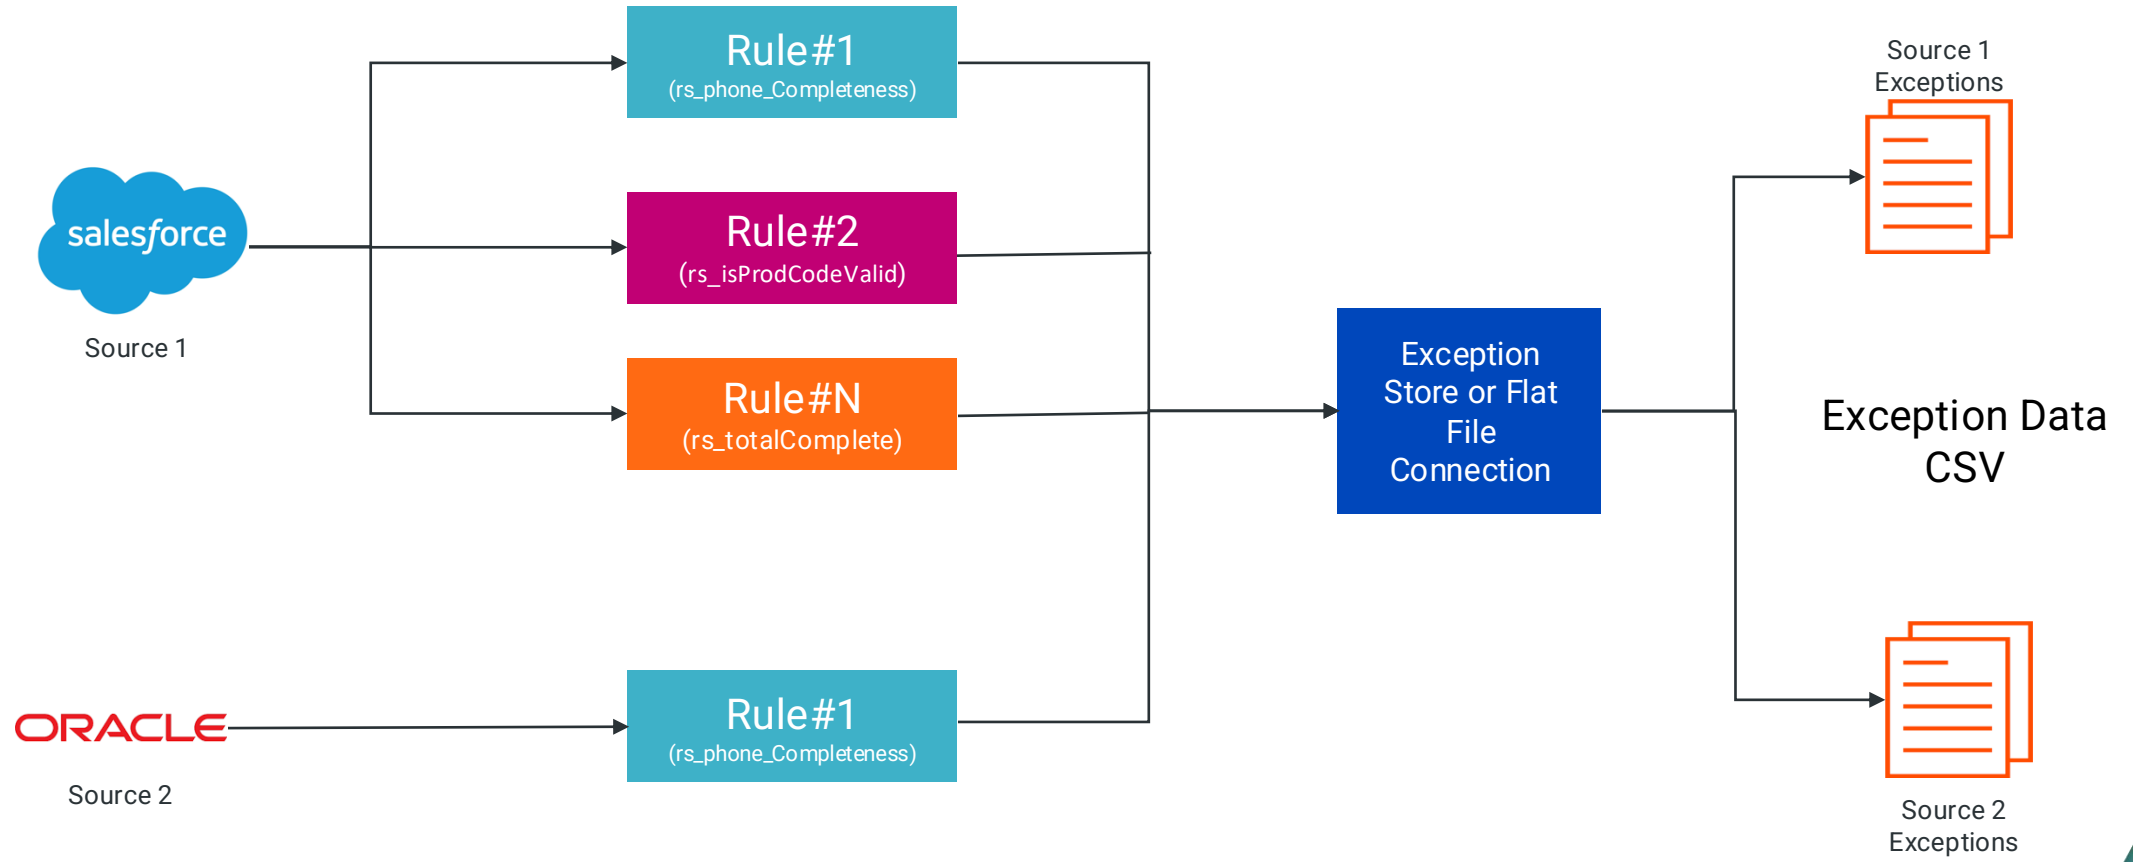 Rule#1
(rs_phone_Completeness)
Source 1
Exceptions
salesforce
Source 1
Rule#2
(rs_isProdCodeValid)
Rule#N
(rs_totalComplete)
Exception
Store or Flat
File
Connection
Exception Data
CSV
ORACLE
Source 2
Rule#1
(rs_phone_Completeness)
Source 2
Exceptions